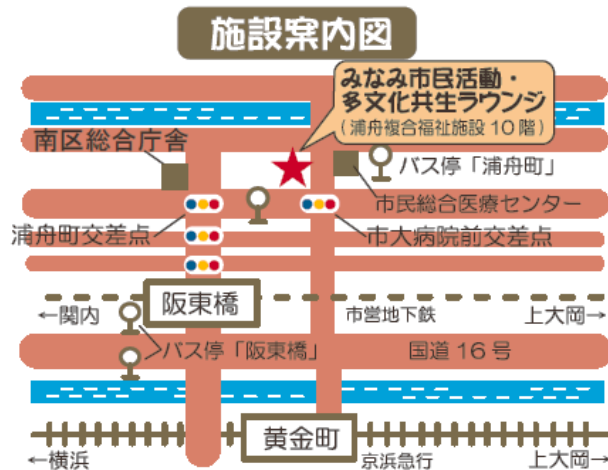 施設案内図
みなみ市民活動・
多文化共生ラウンジ
(浦舟複合福祉施設10階)
南区総合庁舎
バス停「浦舟町」
市民総合医療センター
浦舟町交差点
市大病院前交差点
阪東橋
←関内
市営地下鉄
上大岡→
バス停「阪東橋」
国道16号
黄金町
←横浜
京浜急行
上大岡→